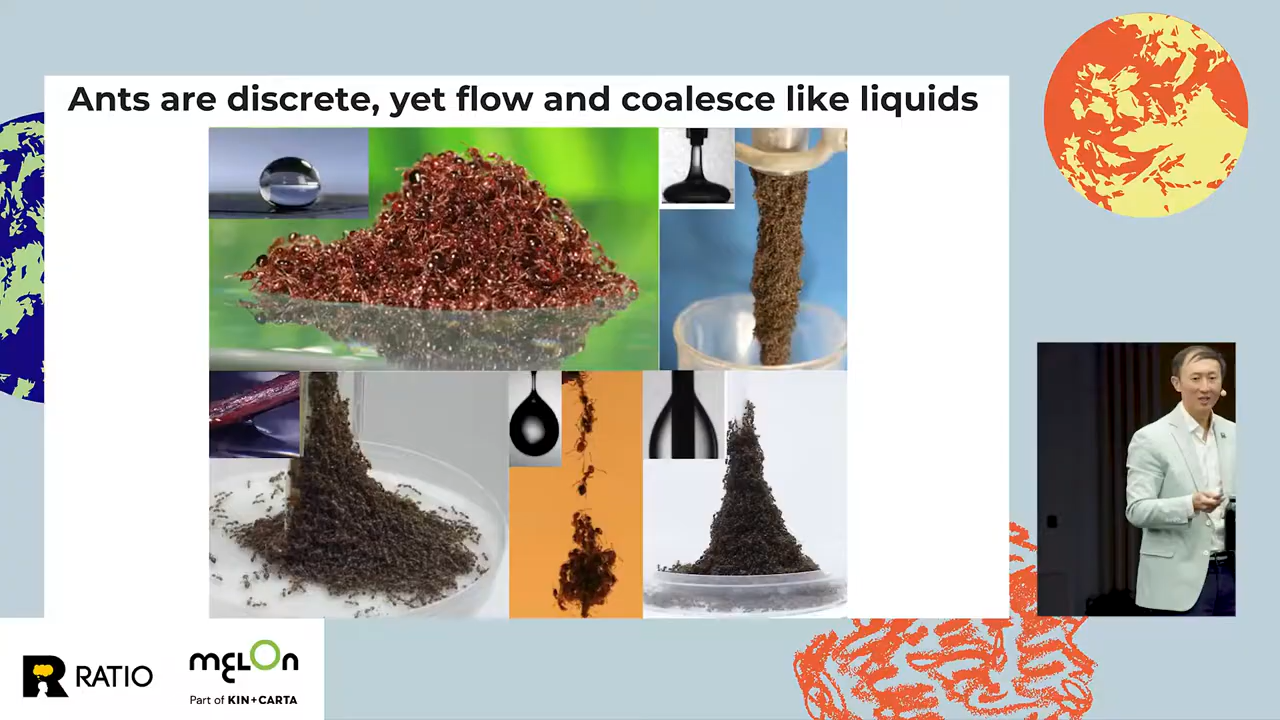 Ants are discrete, yet flow and coalesce like liquids
RATIO
melon
Part of KIN+CARTA